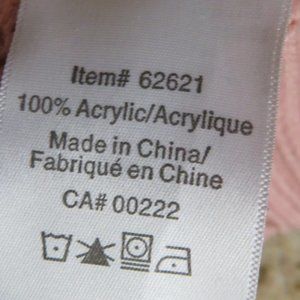 Item# 62621
100% Acrylic/Acrylique
Made in China/
Fabriqué en Chine
CA# 00222